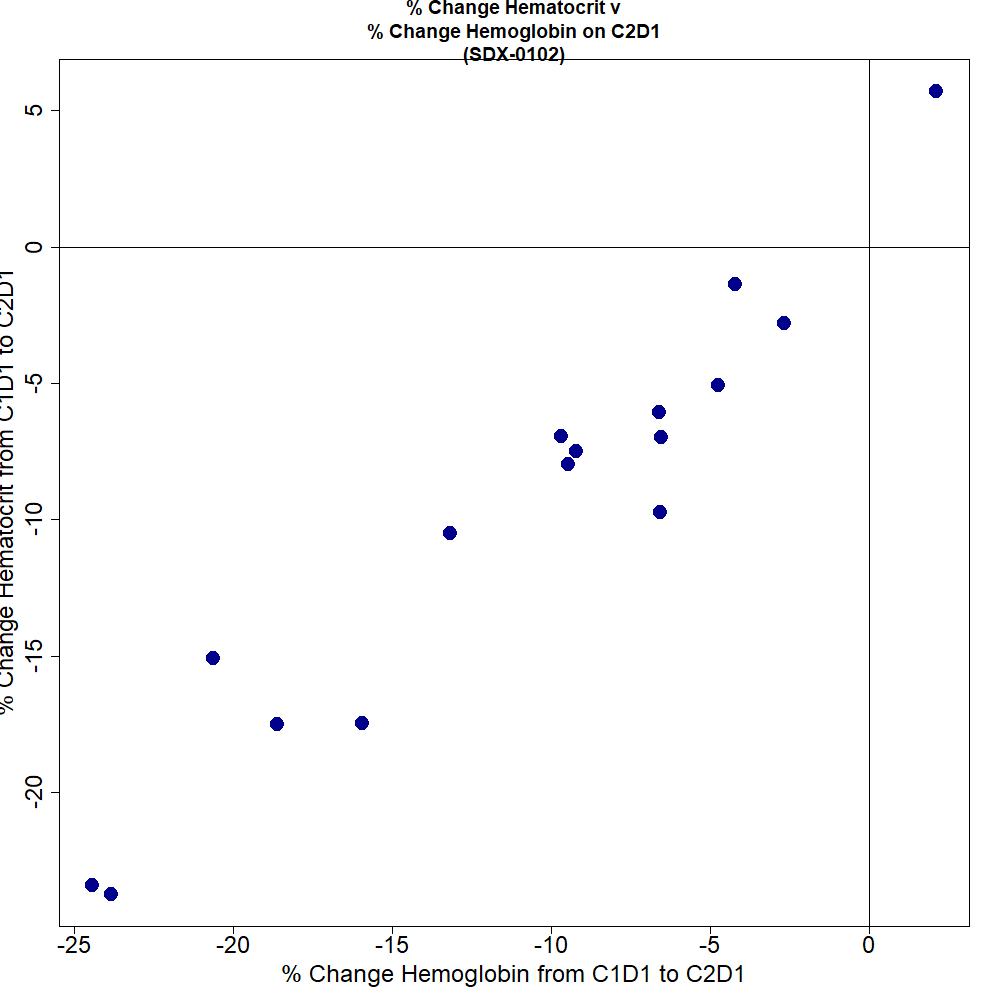 % Change Hematocrit v
% Change Hemoglobin on C2D1
(SDX-0102)
% Change Hematocrit from C1D1 to C2D1
5
0
-5
-10
-15
-20
-25
-20
-15
-10
-5
0
% Change Hemoglobin from C1D1 to C2D1